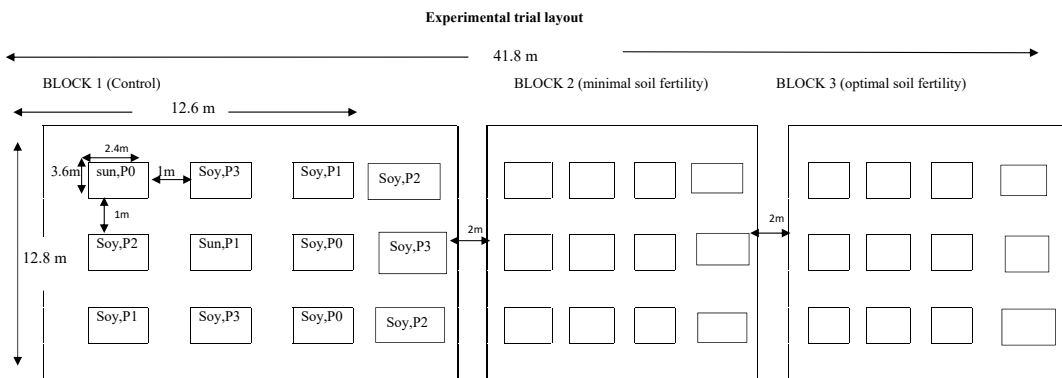 Experimental trial layout
41.8 m
BLOCK 1 (Control)
BLOCK 2 (minimal soil fertility)
BLOCK 3 (optimal soil fertility)
12.6 m
2.4m
3.6m
sun,P0
1m
Soy,P3
Soy,P1
Soy,P2
1m
2m
2m
12.8 m
Soy,P2
Sun,P1
Soy,P0
Soy,P3
Soy,P1
Soy,P3
Soy,P0
Soy,P2